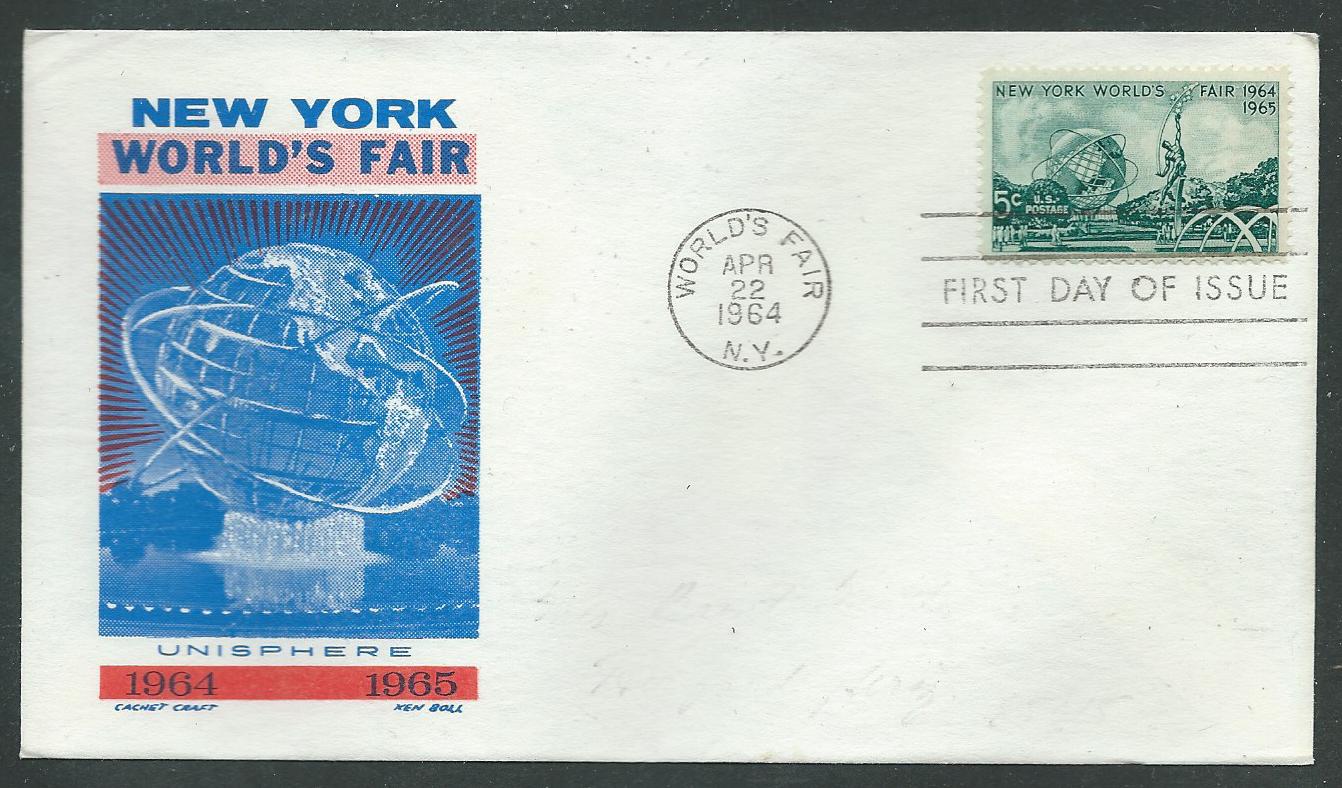 NEW YORK
WORLD'S FAIR
UNISPHERE
1964 1965
CACHET CRAFT KEN BOLL
WORLD'S FAIR
APR
22
1964
N.Y.
NEW YORK WORLD'S FAIR 1964
1965
5c U.S.
POSTAGE
FIRST DAY OF ISSUE